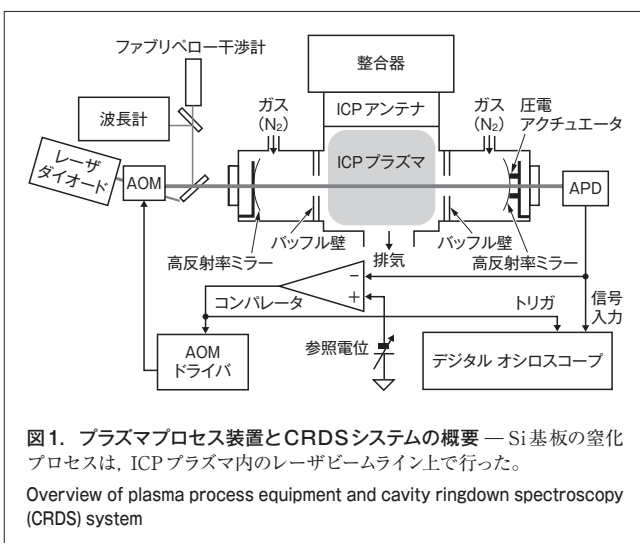 ファブリペロー干渉計
整合器
波長計
ガス
(N₂)
ICPアンテナ
ガス
(N₂)
圧電
アクチュエータ
レーザ
ダイオード
AOM
ICPプラズマ
APD
バッフル壁
高反射率ミラー
排気
バッフル壁
高反射率ミラー
−
+
コンパレータ
トリガ
信号
入力
AOM
ドライバ
参照電位
デジタル オシロスコープ
図1. プラズマプロセス装置とCRDSシステムの概要 — Si基板の窒化
プロセスは,ICPプラズマ内のレーザビームライン上で行った。
Overview of plasma process equipment and cavity ringdown spectroscopy
(CRDS) system